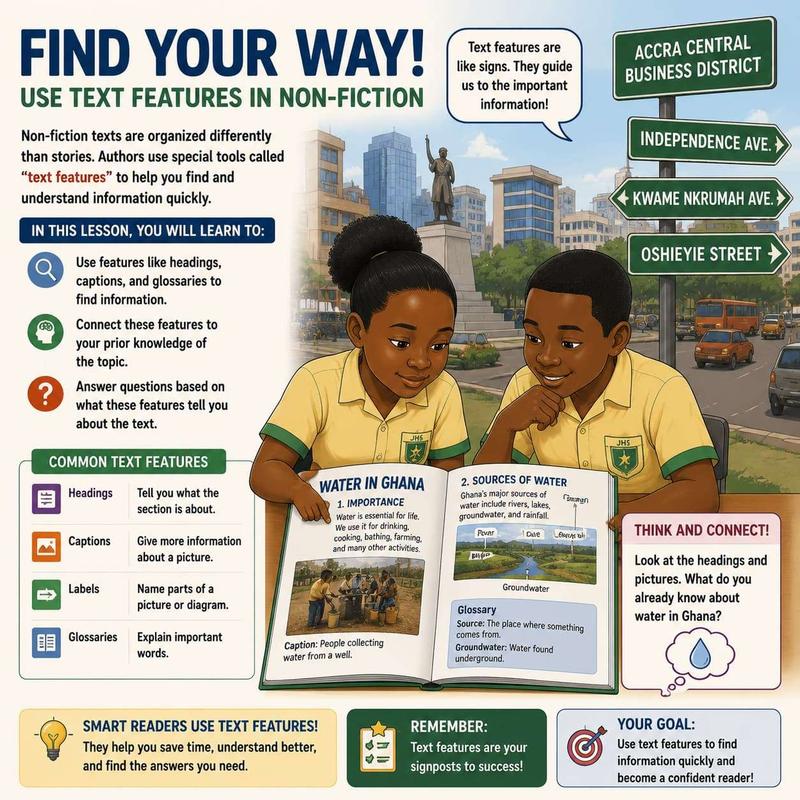 FIND YOUR WAY!
USE TEXT FEATURES IN NON-FICTION
Non-fiction texts are organized differently
than stories. Authors use special tools called
“text features” to help you find and
understand information quickly.
IN THIS LESSON, YOU WILL LEARN TO:
Use features like headings,
captions, and glossaries to
find information.
Connect these features to
your prior knowledge of
the topic.
?
Answer questions based on
what these features tell you
about the text.
COMMON TEXT FEATURES
Headings
Tell you what the
section is about.
Captions
Give more information
about a picture.
Labels
Name parts of a
picture or diagram.
Glossaries
Explain important
words.
Text features are
like signs. They guide
us to the important
information!
ACCRA CENTRAL
BUSINESS DISTRICT
INDEPENDENCE AVE.
KWAME NKRUMAH AVE.
OSHIEYIE STREET
JHS
JHS
WATER IN GHANA
1. IMPORTANCE
Water is essential for life.
We use it for drinking,
cooking, bathing, farming,
and many other activities.
Caption: People collecting
water from a well.
2. SOURCES OF WATER
Ghana's major sources of
water include rivers, lakes,
groundwater, and rainfall.
Groundwater
Glossary
Source: The place where something
comes from.
Groundwater: Water found
underground.
THINK AND CONNECT!
Look at the headings and
pictures. What do you
already know about
water in Ghana?
SMART READERS USE TEXT FEATURES!
They help you save time, understand better,
and find the answers you need.
REMEMBER:
Text features are your
signposts to success!
YOUR GOAL:
Use text features to find
information quickly and
become a confident reader!